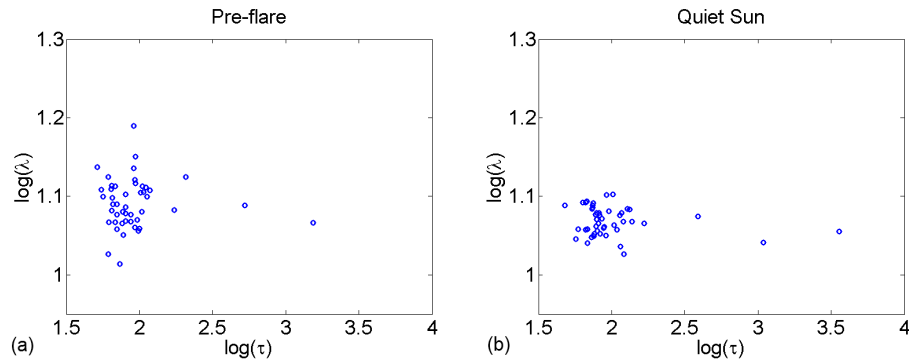 Pre-flare
1.3
1.2
1.1
1
log(λ)
1.5 2 2.5 3 3.5 4
log(τ)
(a)
Quiet Sun
1.3
1.2
1.1
1
log(λ)
1.5 2 2.5 3 3.5 4
log(τ)
(b)